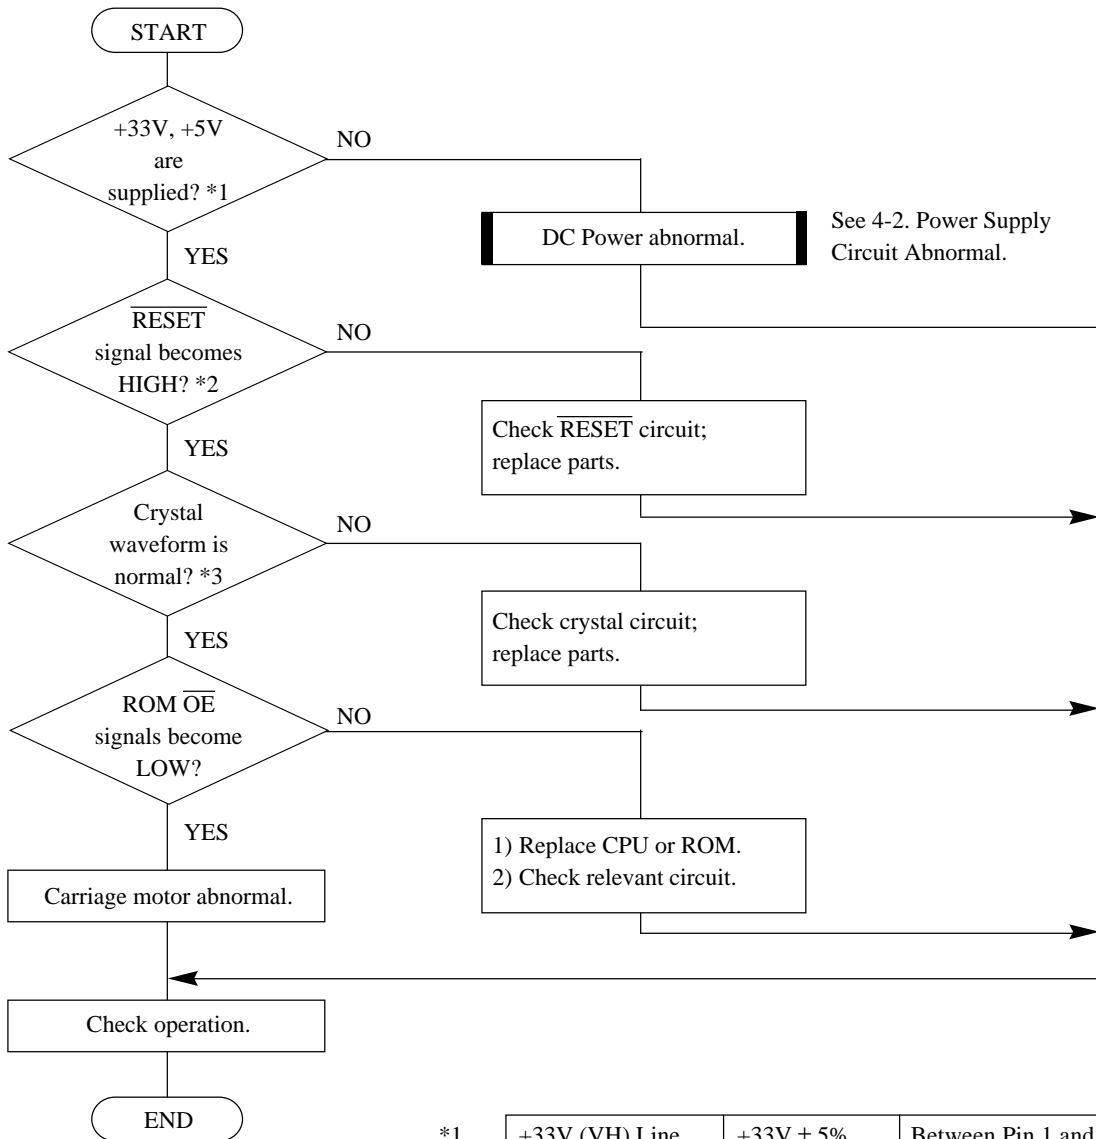 START
+33V, +5V
are
supplied? *1
NO
DC Power abnormal.
See 4-2. Power Supply
Circuit Abnormal.
YES
RESET
signal becomes
HIGH? *2
NO
Check RESET circuit;
replace parts.
YES
Crystal
waveform is
normal? *3
NO
Check crystal circuit;
replace parts.
YES
ROM OE
signals become
LOW?
NO
1) Replace CPU or ROM.
2) Check relevant circuit.
YES
Carriage motor abnormal.
Check operation.
END
*1 +33V (VH) Line +33V ± 5% Between Pin 1 and